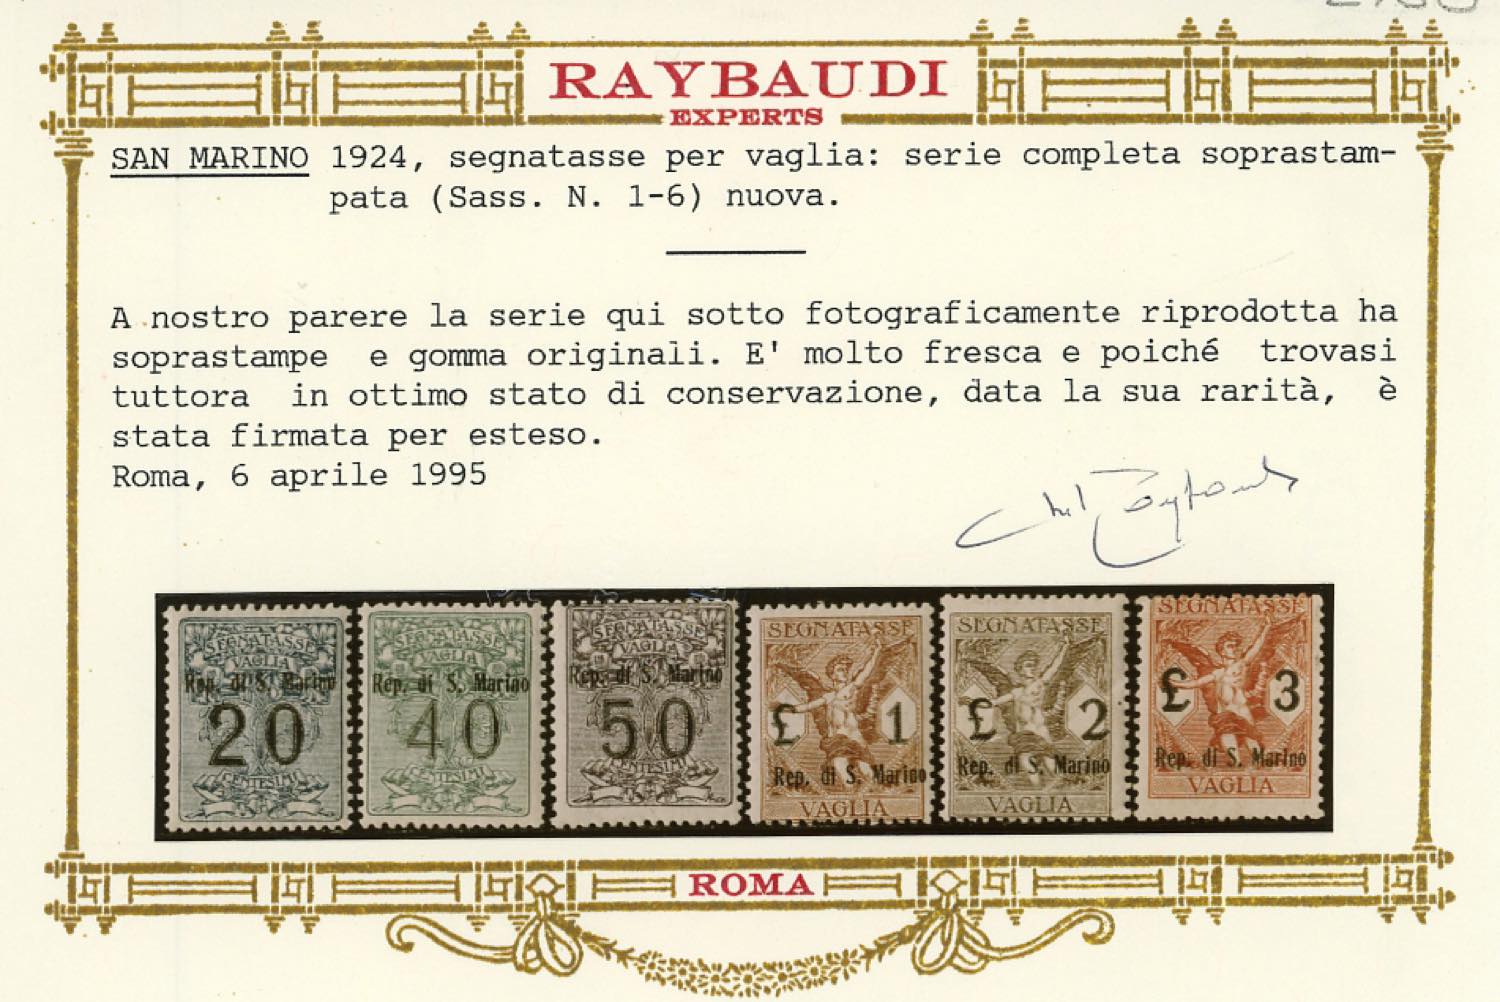 RAYBAUDI
EXPERTS
SAN MARINO 1924, segnatasse per vaglia: serie completa soprastam-
pata (Sass. N. 1-6) nuova.
A nostro parere la serie qui sotto fotograficamente riprodotta ha
soprastampe e gomma originali. E' molto fresca e poiché trovasi
tuttora in ottimo stato di conservazione, data la sua rarità, è
stata firmata per esteso.
Roma, 6 aprile 1995
SEGNATASSE
VAGLIA
Rep. di S. Marino
20
CENTESIMI
SEGNATASSE
VAGLIA
Rep. di S. Marino
40
CENTESIMI
SEGNATASSE
VAGLIA
Rep. di S. Marino
50
CENTESIMI
SEGNATASSE
£ 1
Rep. di S. Marino
VAGLIA
SEGNATASSE
£ 2
Rep. di S. Marino
VAGLIA
SEGNATASSE
£ 3
Rep. di S. Marino
VAGLIA
ROMA